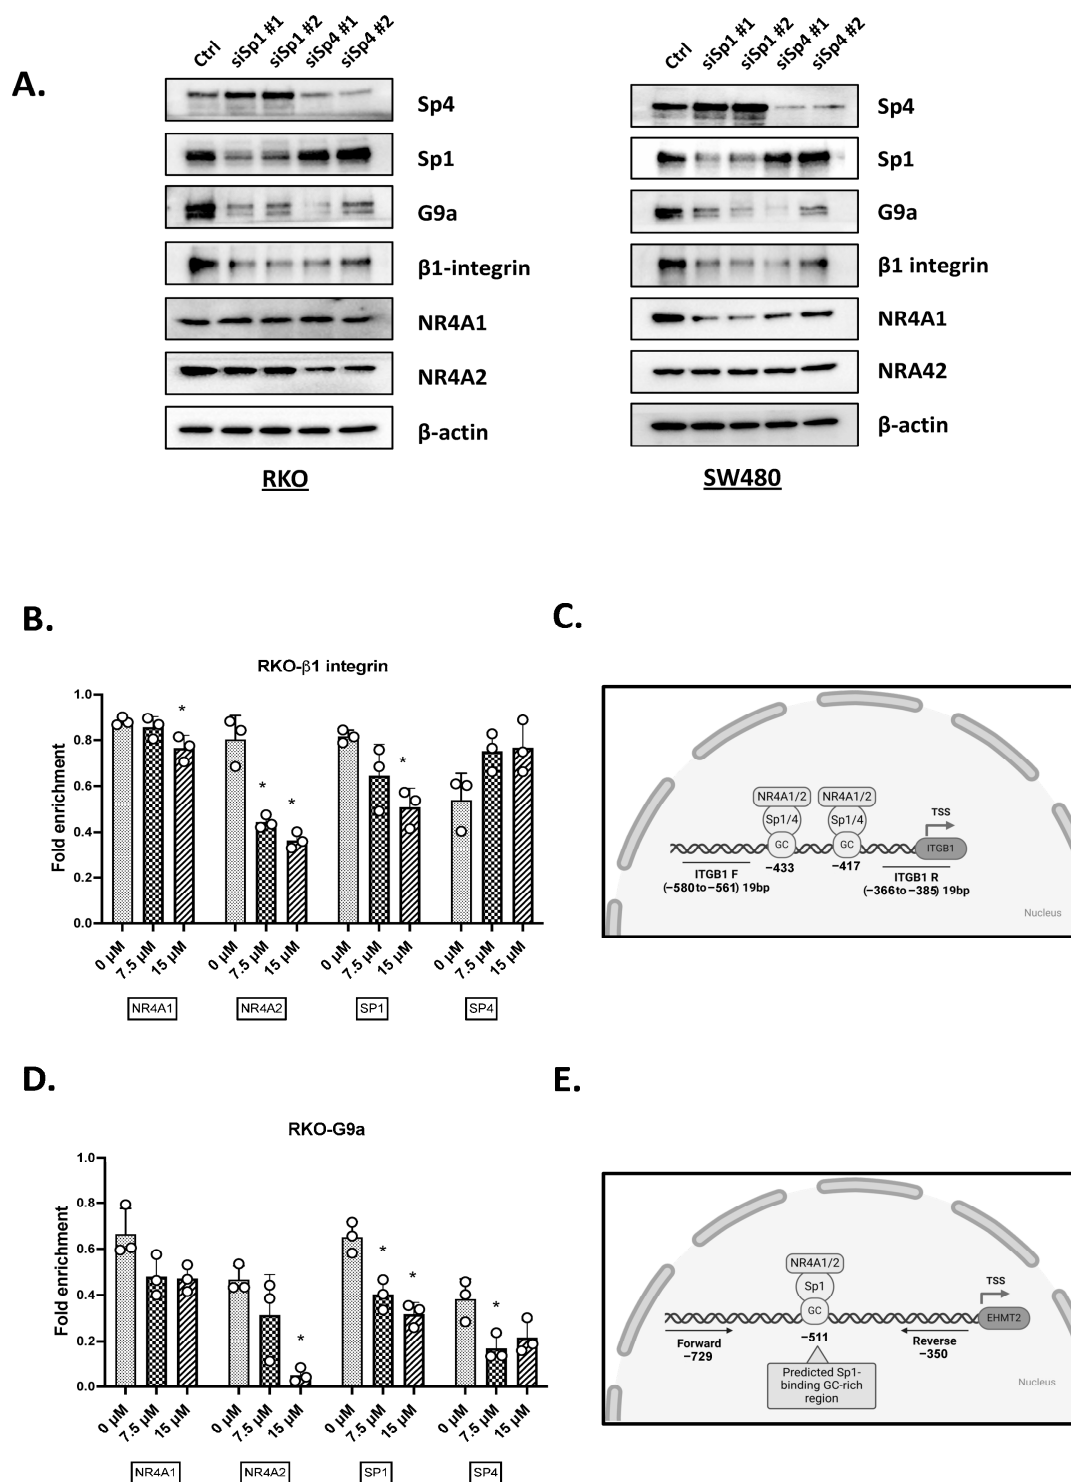 A.
Ctrl
siSp1 #1
siSp1 #2
siSp4 #1
siSp4 #2
Sp4
Sp1
G9a
β1-integrin
NR4A1
NR4A2
β-actin
RKO
Ctrl
siSp1 #1
siSp1 #2
siSp4 #1
siSp4 #2
Sp4
Sp1
G9a
β1 integrin
NR4A1
NRA42
β-actin
SW480
B.
RKO-β1 integrin
Fold enrichment
1.0
0.8
0.6
0.4
0.2
0.0
*
* *
*
0 µM
7.5 µM
15 µM
0 µM
7.5 µM
15 µM
0 µM
7.5 µM
15 µM
0 µM
7.5 µM
15 µM
NR4A1
NR4A2
SP1
SP4
C.
NR4A1/2 NR4A1/2
Sp1/4 Sp1/4
TSS
GC GC
ITGB1
−433 −417
ITGB1 F
(−580 to −561) 19bp
ITGB1 R
(−366 to −385) 19bp
Nucleus
D.
RKO-G9a
Fold enrichment
1.0
0.8
0.6
0.4
0.2
0.0
*
* *
*
0 µM
7.5 µM
15 µM
0 µM
7.5 µM
15 µM
0 µM
7.5 µM
15 µM
0 µM
7.5 µM
15 µM
NR4A1
NR4A2
SP1
SP4
E.
NR4A1/2
Sp1
TSS
GC
EHMT2
Forward
−729
−511
Reverse
−350
Predicted Sp1-
binding GC-rich
region
Nucleus